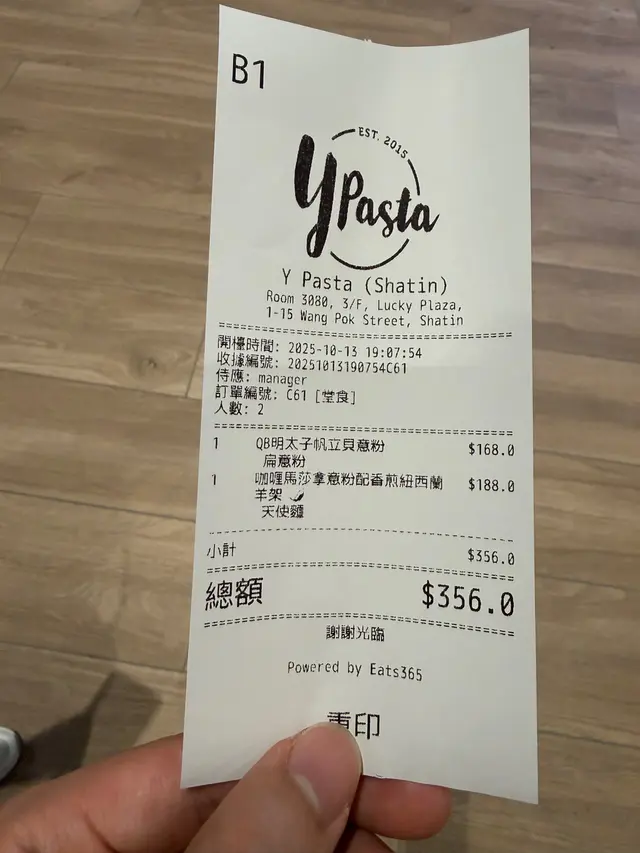 B1
EST. 2015
Y Pasta
Y Pasta (Shatin)
Room 3080, 3/F, Lucky Plaza,
1-15 Wang Pok Street, Shatin
開檯時間: 2025-10-13 19:07:54
收據編號: 20251013190754C61
侍應: manager
訂單編號: C61 [堂食]
人數: 2
1 QB明太子帆立貝意粉 $168.0
扁意粉
1 咖喱馬莎拿意粉配香煎紐西蘭 $188.0
羊架 🌶
天使麵
小計 $356.0
總額 $356.0
謝謝光臨
Powered by Eats365
重印